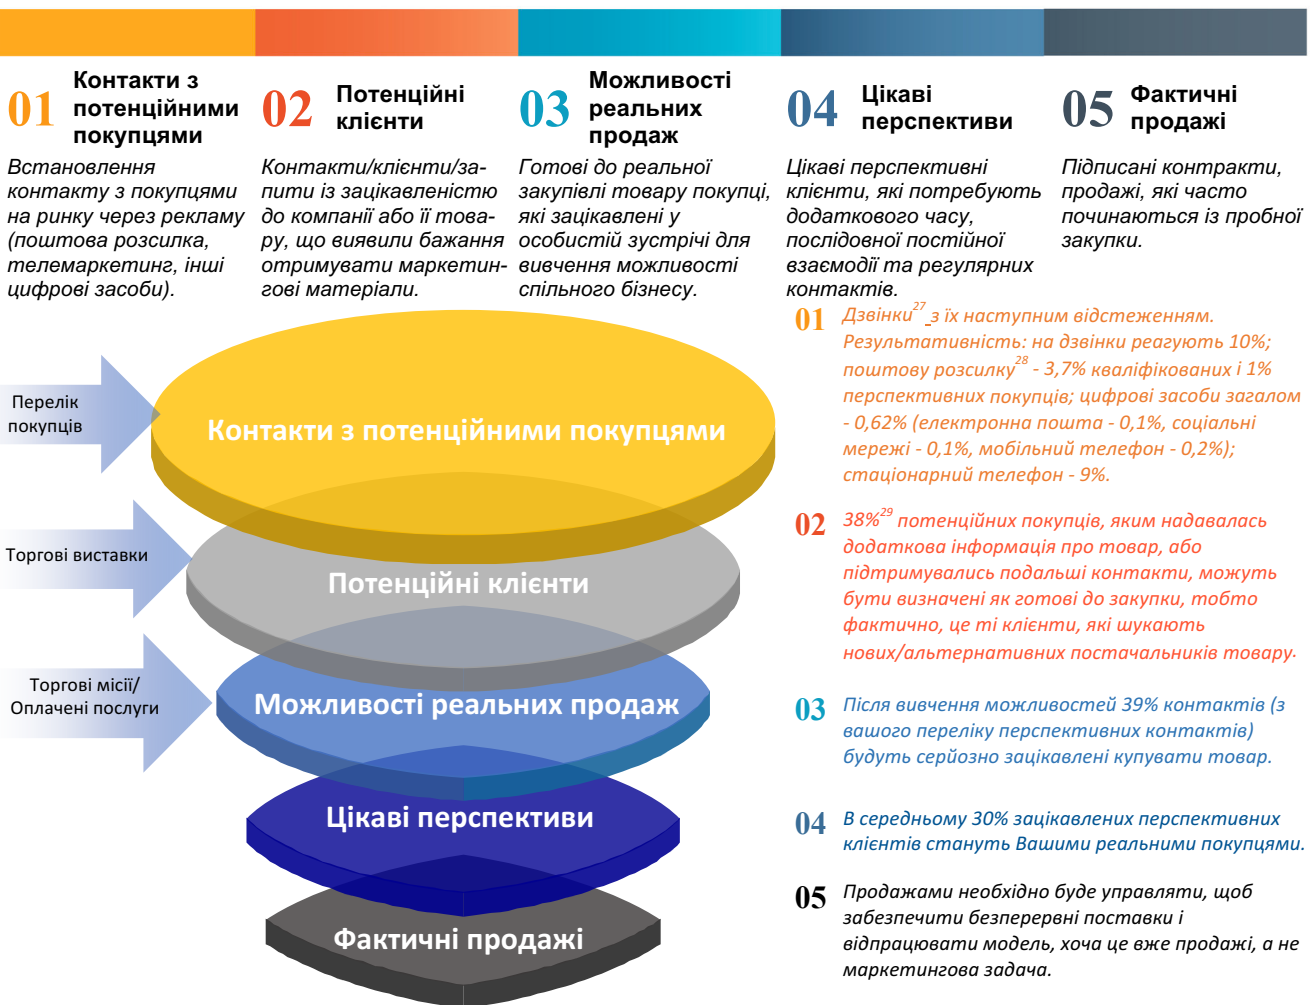 01
Контакти з
потенційними
покупцями
Встановлення
контакту з покупцями
на ринку через рекламу
(поштова розсилка,
телемаркетинг, інші
цифрові засоби).
02
Потенційні
клієнти
Контакти/клієнти/за-
пити із зацікавленістю
до компанії або її това-
ру, що виявили бажання
отримувати маркетин-
гові матеріали.
03
Можливості
реальних
продаж
Готові до реальної
закупівлі товару покупці,
які зацікавлені у
особистій зустрічі для
вивчення можливості
спільного бізнесу.
04
Цікаві
перспективи
Цікаві перспективні
клієнти, які потребують
додаткового часу,
послідовної постійної
взаємодії та регулярних
контактів.
05
Фактичні
продажі
Підписані контракти,
продажі, які часто
починаються із пробної
закупки.
Перелік
покупців
Торгові виставки
Торгові місії/
Оплачені послуги
Контакти з потенційними покупцями
Потенційні клієнти
Можливості реальних продаж
Цікаві перспективи
Фактичні продажі
01 Дзвінки27 з їх наступним відстеженням.
Результативність: на дзвінки реагують 10%;
поштову розсилку28 - 3,7% кваліфікованих і 1%
перспективних покупців; цифрові засоби загалом
- 0,62% (електронна пошта - 0,1%, соціальні
мережі - 0,1%, мобільний телефон - 0,2%);
стаціонарний телефон - 9%.
02 38%29 потенційних покупців, яким надавалась
додаткова інформація про товар, або
підтримувались подальші контакти, можуть
бути визначені як готові до закупки, тобто
фактично, це ті клієнти, які шукають
нових/альтернативних постачальників товару.
03 Після вивчення можливостей 39% контактів (з
вашого переліку перспективних контактів)
будуть серйозно зацікавлені купувати товар.
04 В середньому 30% зацікавлених перспективних
клієнтів стануть Вашими реальними покупцями.
05 Продажами необхідно буде управляти, щоб
забезпечити безперервні поставки і
відпрацювати модель, хоча це вже продажі, а не
маркетингова задача.